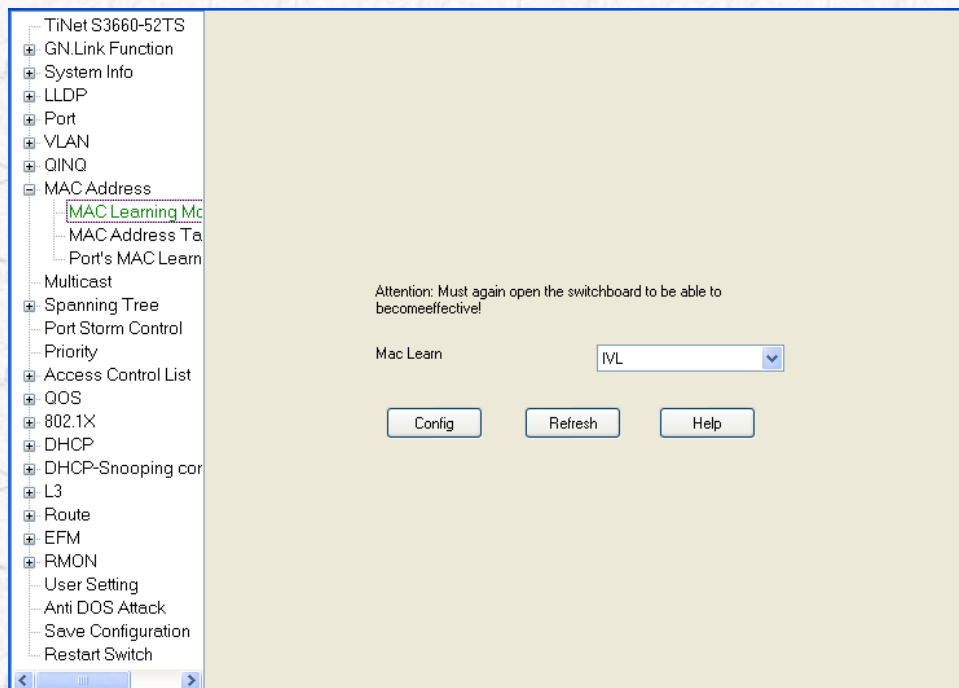 TiNet S3660-52TS
GN.Link Function
System Info
LLDP
Port
VLAN
QINQ
MAC Address
MAC Learning Mo
MAC Address Ta
Port's MAC Learn
Multicast
Spanning Tree
Port Storm Control
Priority
Access Control List
QOS
802.1X
DHCP
DHCP-Snooping con
L3
Route
EFM
RMON
User Setting
Anti DOS Attack
Save Configuration
Restart Switch
Attention: Must again open the switchboard to be able to
becomeeffective!
Mac Learn
IVL
Config
Refresh
Help